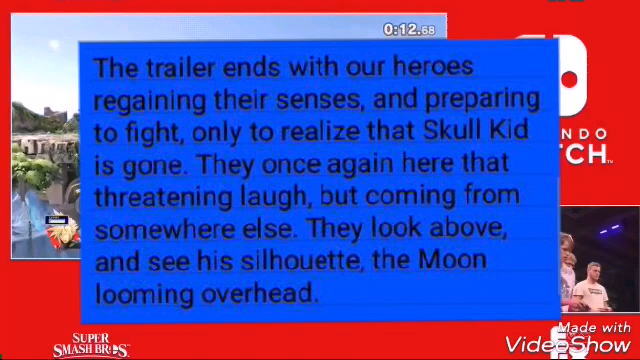 0:12.68
The trailer ends with our heroes
regaining their senses, and preparing
to fight, only to realize that Skull Kid
is gone. They once again here that
threatening laugh, but coming from
somewhere else. They look above,
and see his silhouette, the Moon
looming overhead.
NDO
TCH
SUPER
SMASH BROS.
Made with
VideoShow